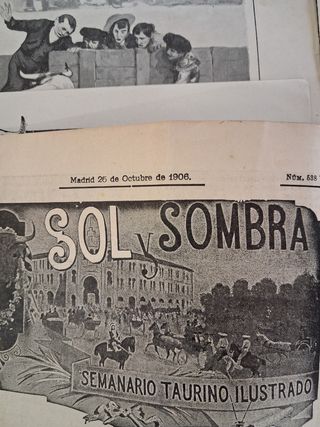 Madrid 25 de Octubre de 1906. NÚM. 538
SOL y SOMBRA
SEMANARIO TAURINO ILUSTRADO